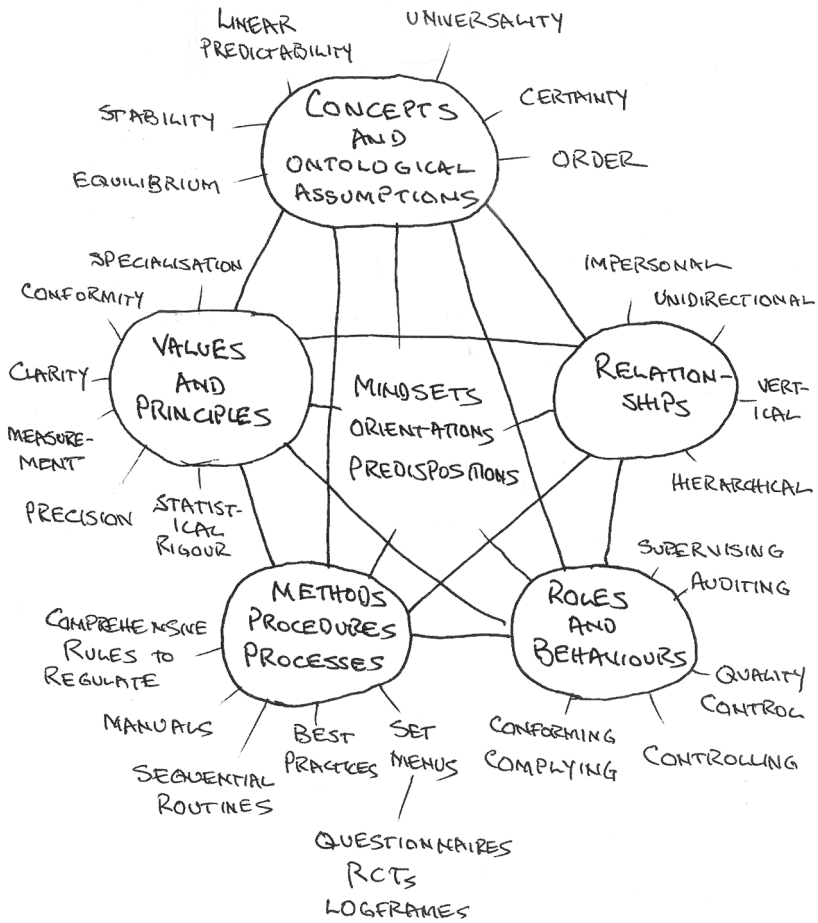 LINEAR
PREDICTABILITY
UNIVERSALITY
STABILITY
CERTAINTY
EQUILIBRIUM
ORDER
CONCEPTS
AND
ONTOLOGICAL
ASSUMPTIONS
SPECIALISATION
CONFORMITY
CLARITY
MEASURE-
MENT
PRECISION
STATIST-
ICAL
RIGOUR
VALUES
AND
PRINCIPLES
MINDSETS
ORIENTATIONS
PREDISPOSITIONS
IMPERSONAL
UNIDIRECTIONAL
RELATION-
SHIPS
VERT-
ICAL
HIERARCHICAL
METHODS
PROCEDURES
PROCESSES
COMPREHENSIVE
RULES TO
REGULATE
MANUALS
SEQUENTIAL
ROUTINES
BEST
PRACTICES
SET
MENUS
QUESTIONNAIRES
RCTs
LOGFRAMES
ROLES
AND
BEHAVIOURS
SUPERVISING
AUDITING
QUALITY
CONTROL
CONTROLLING
CONFORMING
COMPLYING